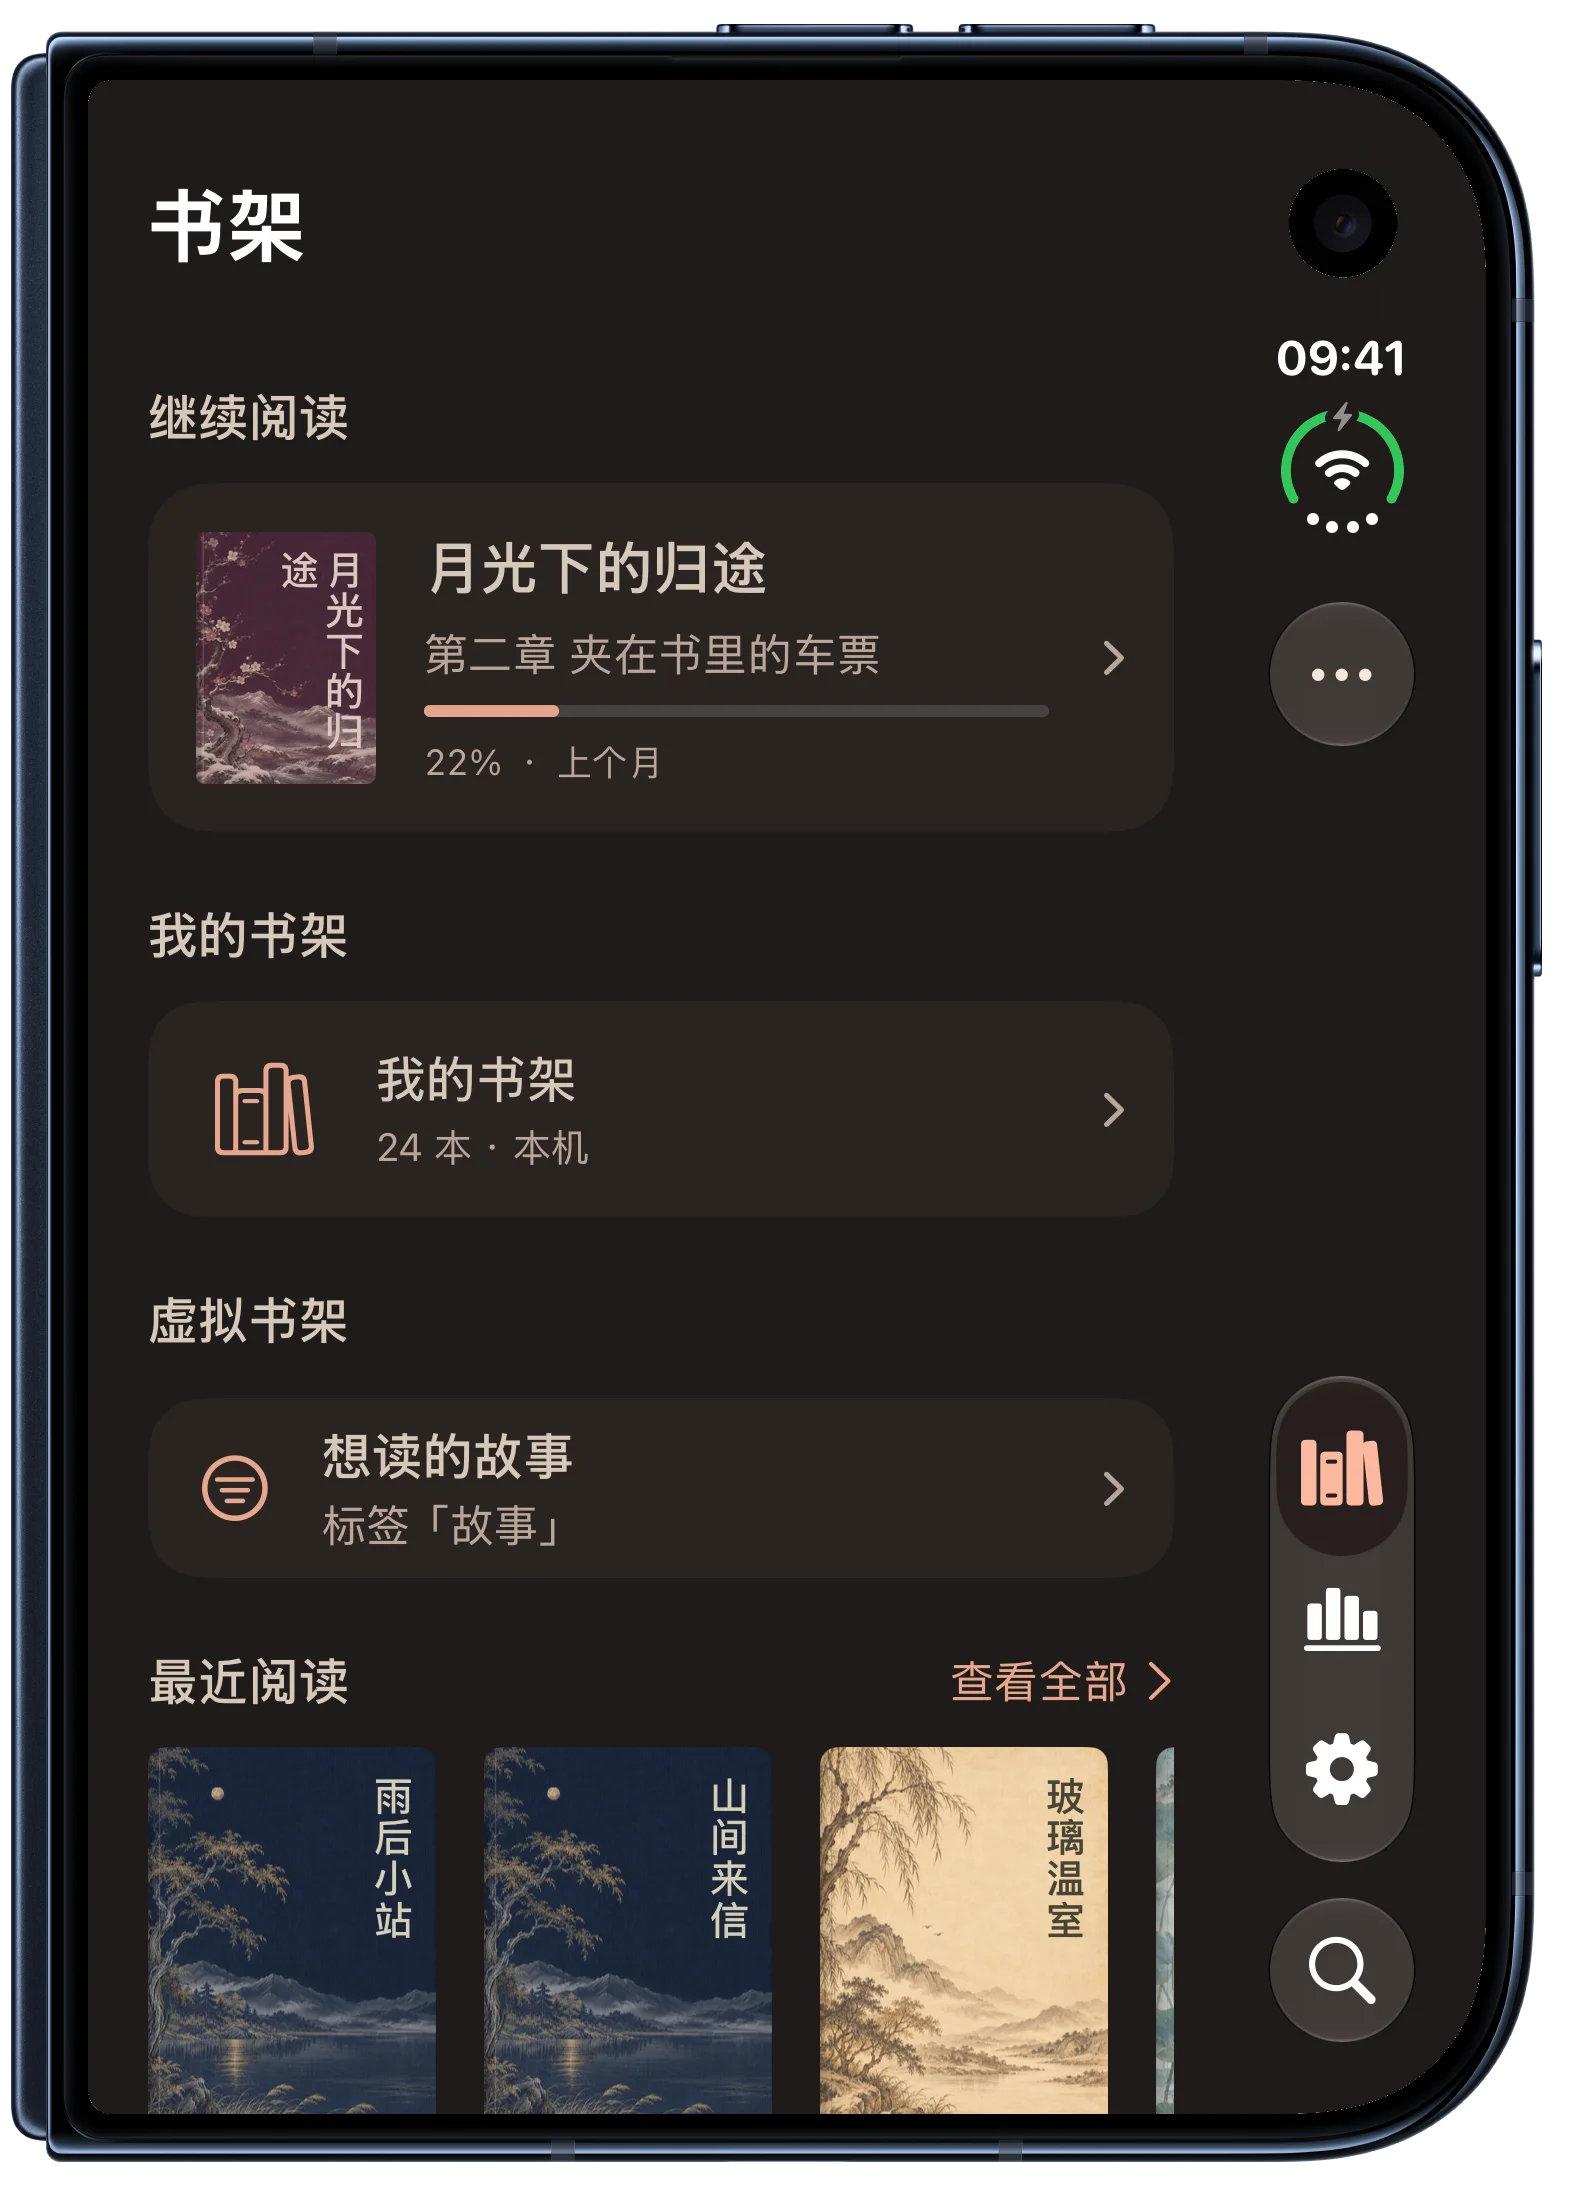 书架
09:41
继续阅读
月光下的归
途
月光下的归途
第二章 夹在书里的车票
22% · 上个月
我的书架
我的书架
24 本 · 本机
虚拟书架
想读的故事
标签「故事」
最近阅读
查看全部
雨后小站
山间来信
玻璃温室